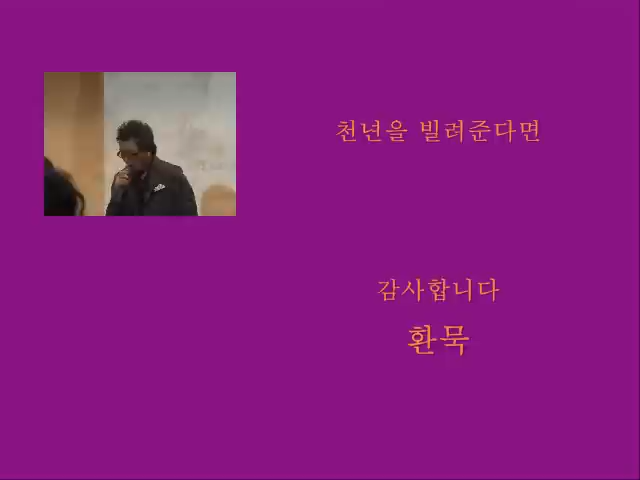 천년을 빌려준다면
감사합니다
환묵